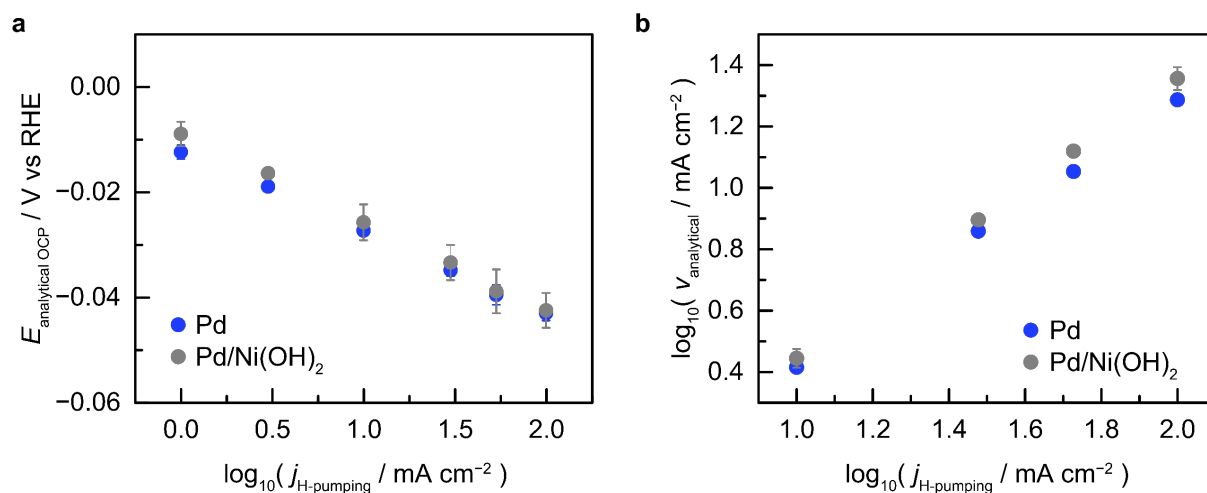 a
E analytical OCP / V vs RHE
0.00
−0.02
−0.04
−0.06
Pd
Pd/Ni(OH)₂
0.0 0.5 1.0 1.5 2.0
log₁₀( j H-pumping / mA cm⁻² )
b
log₁₀( v analytical / mA cm⁻² )
1.4
1.2
1.0
0.8
0.6
0.4
Pd
Pd/Ni(OH)₂
1.0 1.2 1.4 1.6 1.8 2.0
log₁₀( j H-pumping / mA cm⁻² )